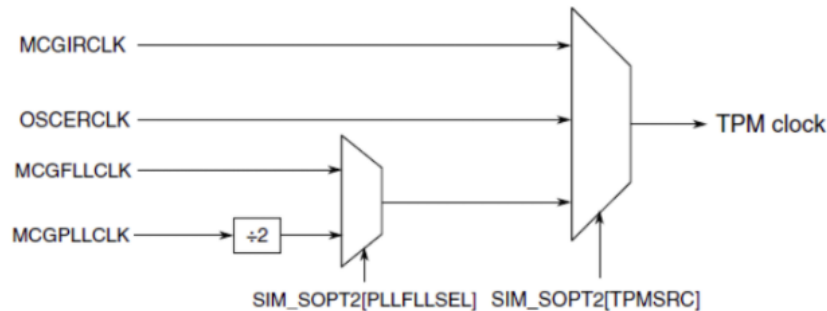 MCGIRCLK
OSCERCLK
TPM clock
MCGFLLCLK
MCGPLLCLK
÷2
SIM_SOPT2[PLLFLLSEL]
SIM_SOPT2[TPMSRC]